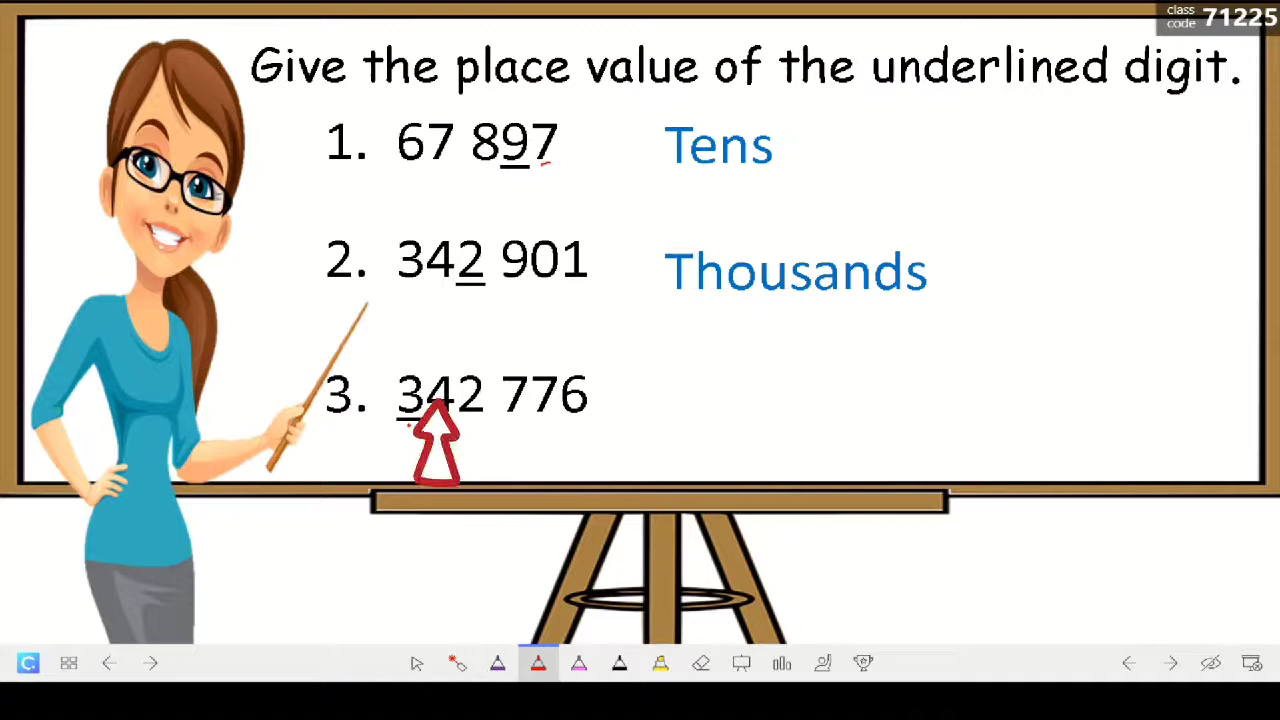 class
code 71225
Give the place value of the underlined digit.
1. 67 897 Tens
2. 342 901 Thousands
3. 342 776
C